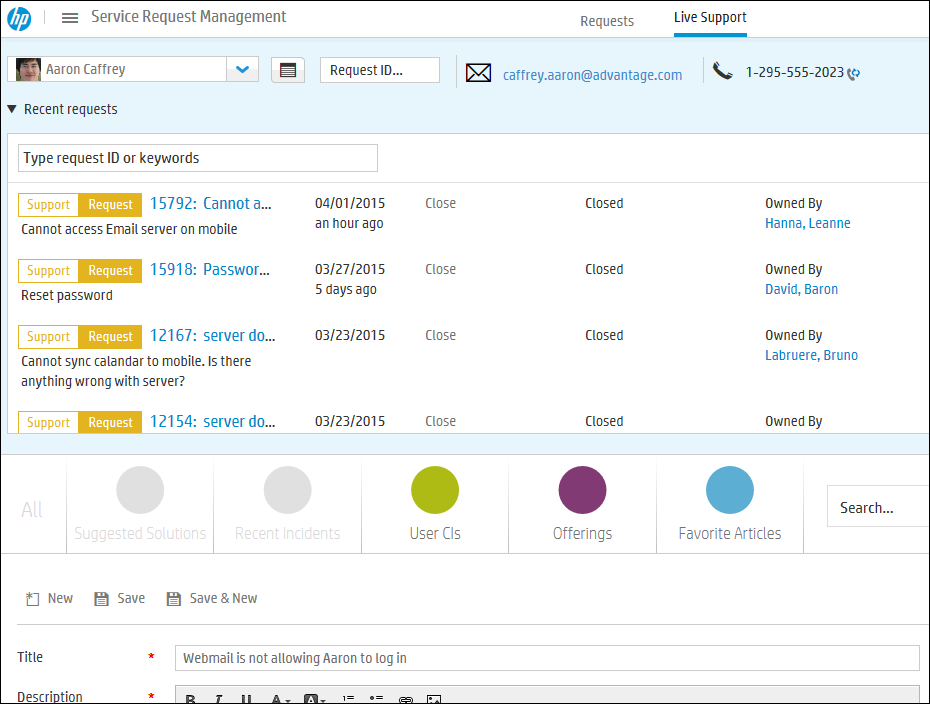 hp Service Request Management Requests Live Support
Aaron Caffrey Request ID... caffrey.aaron@advantage.com 1-295-555-2023
Recent requests
Type request ID or keywords
Support Request 15792: Cannot a... 04/01/2015 Close Closed Owned By
Cannot access Email server on mobile an hour ago Hanna, Leanne
Support Request 15918: Passwor... 03/27/2015 Close Closed Owned By
Reset password 5 days ago David, Baron
Support Request 12167: server do... 03/23/2015 Close Closed Owned By
Cannot sync calandar to mobile. Is there Labruere, Bruno
anything wrong with server?
Support Request 12154: server do... 03/23/2015 Close Closed Owned By
All Suggested Solutions Recent Incidents User CIs Offerings Favorite Articles Search...
New Save Save & New
Title * Webmail is not allowing Aaron to log in
Description * B I U A A